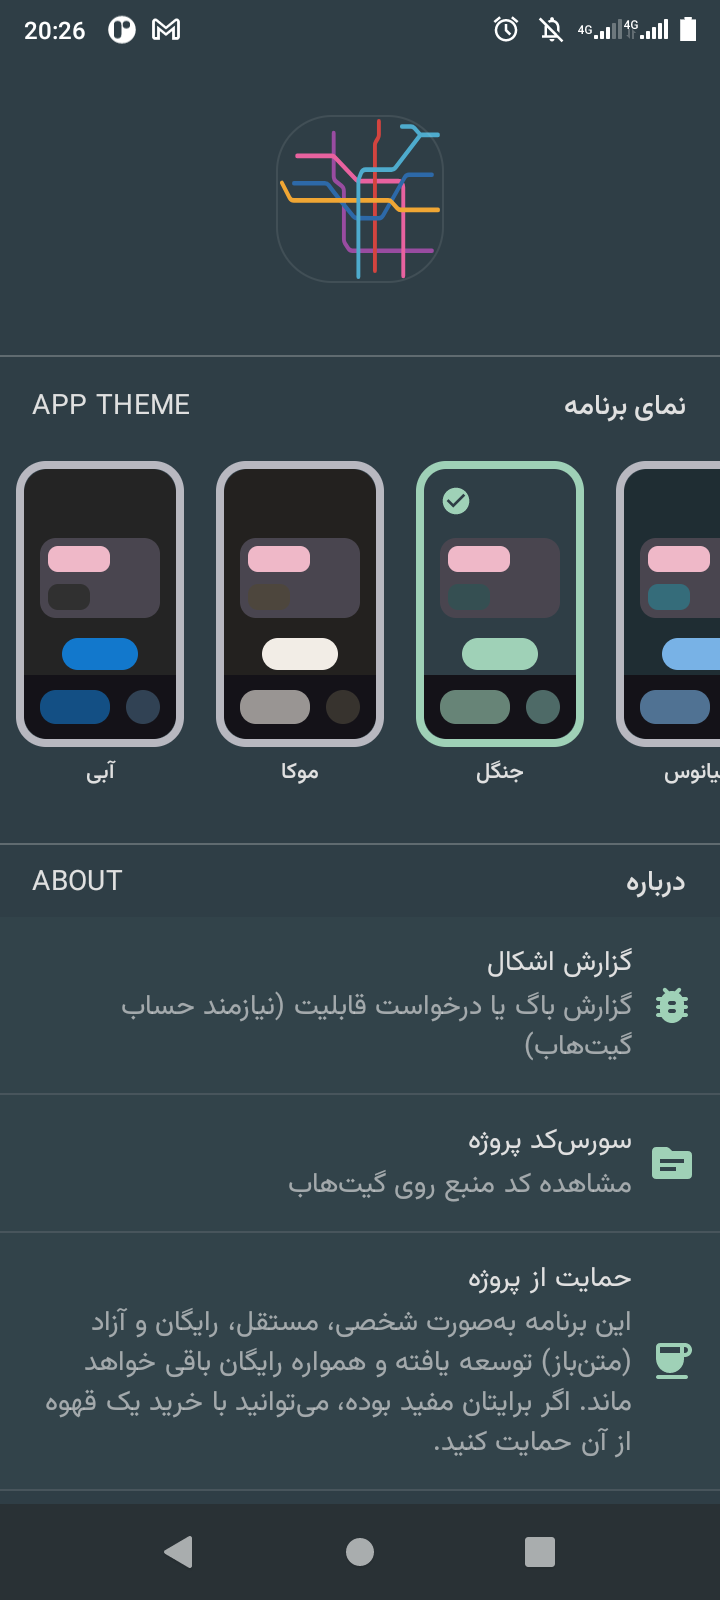 20:26
4G 4G
APP THEME نمای برنامه
آبی موکا جنگل
ABOUT درباره
گزارش اشکال
گزارش باگ یا درخواست قابلیت (نیازمند حساب
گیت‌هاب)
سورس‌کد پروژه
مشاهده کد منبع روی گیت‌هاب
حمایت از پروژه
این برنامه به‌صورت شخصی، مستقل، رایگان و آزاد
(متن‌باز) توسعه یافته و همواره رایگان باقی خواهد
ماند. اگر برایتان مفید بوده، می‌توانید با خرید یک قهوه
از آن حمایت کنید.